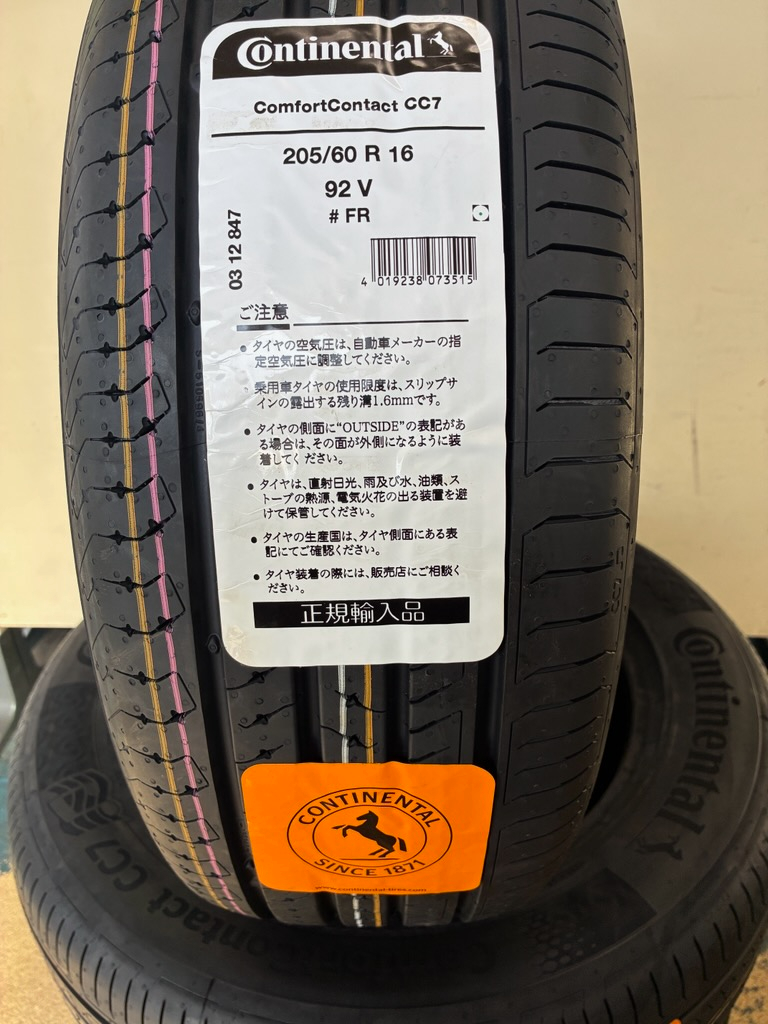 Continental
ComfortContact CC7
205/60 R 16
92 V
# FR
03 12 847
4 019238 073515
ご注意
● タイヤの空気圧は、自動車メーカーの指
定空気圧に調整してください。
● 乗用車タイヤの使用限度は、スリップサ
インの露出する残り溝1.6mmです。
● タイヤの側面に“OUTSIDE”の表記があ
る場合は、その面が外側になるように装
着してください。
● タイヤは、直射日光、雨及び水、油類、ス
トーブの熱源、電気火花の出る装置を避
けて保管してください。
● タイヤの生産国は、タイヤ側面にある表
記にてご確認ください。
● タイヤ装着の際には、販売店にご相談く
ださい。
正規輸入品
CONTINENTAL
SINCE 1871
www.continental-tires.com
Continental
Contact CC7